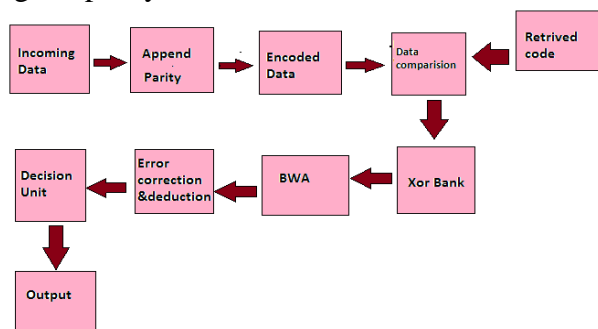 Incoming
Data
Append
Parity
Encoded
Data
Data
comparision
Retrived
code
Xor Bank
BWA
Error
correction
&deduction
Decision
Unit
Output